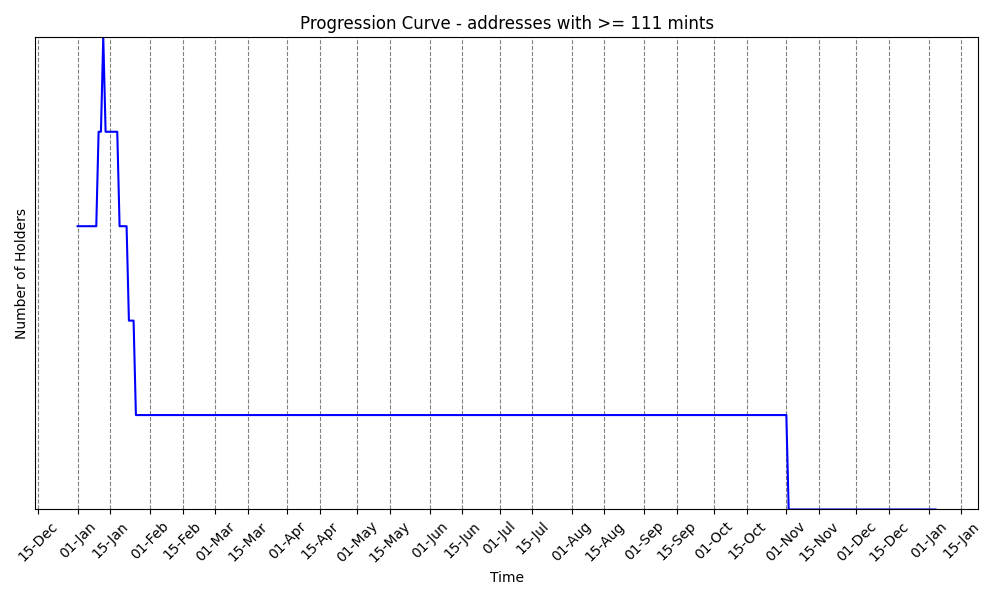 Progression Curve - addresses with >= 111 mints
Number of Holders
15-Dec
01-Jan
15-Jan
01-Feb
15-Feb
01-Mar
15-Mar
01-Apr
15-Apr
01-May
15-May
01-Jun
15-Jun
01-Jul
15-Jul
01-Aug
15-Aug
01-Sep
15-Sep
01-Oct
15-Oct
01-Nov
15-Nov
01-Dec
15-Dec
01-Jan
15-Jan
Time